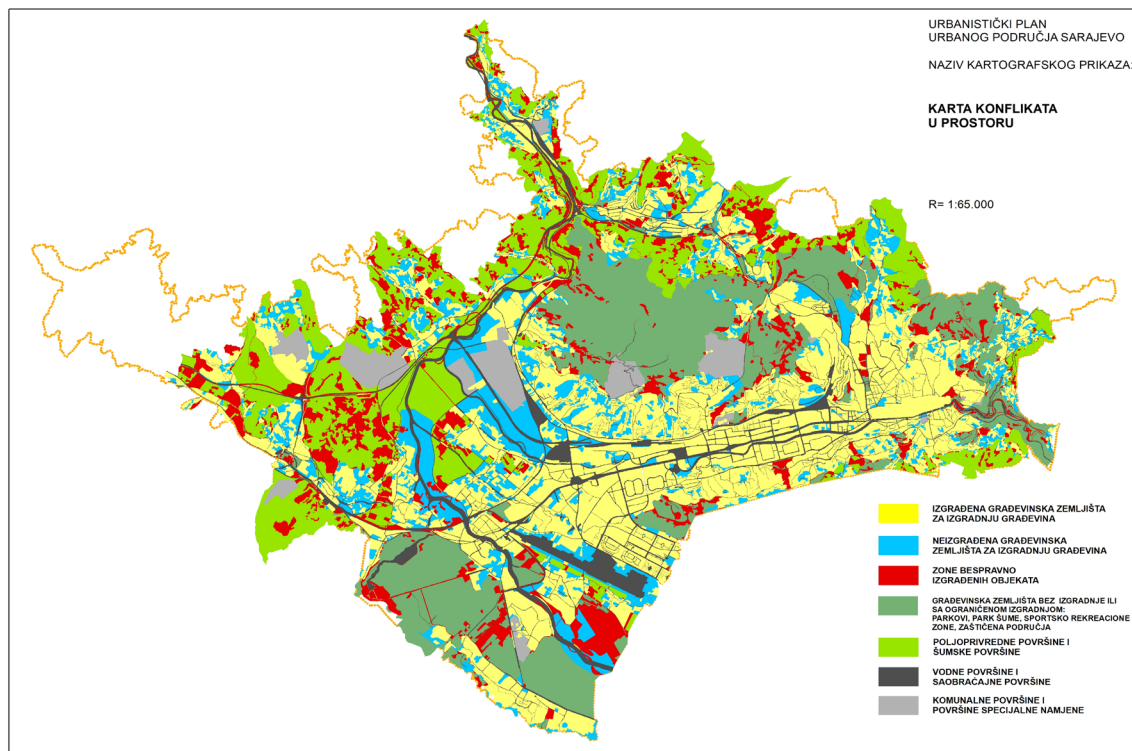 URBANISTIČKI PLAN
URBANOG PODRUČJA SARAJEVO
NAZIV KARTOGRAFSKOG PRIKAZA:
KARTA KONFLIKATA
U PROSTORU
R= 1:65.000
IZGRAĐENA GRAĐEVINSKA ZEMLJIŠTA
ZA IZGRADNJU GRAĐEVINA
NEIZGRAĐENA GRAĐEVINSKA
ZEMLJIŠTA ZA IZGRADNJU GRAĐEVINA
ZONE BESPRAVNO
IZGRAĐENIH OBJEKATA
GRAĐEVINSKA ZEMLJIŠTA BEZ IZGRADNJE ILI
SA OGRANIČENOM IZGRADNJOM:
PARKOVI, PARK ŠUME, SPORTSKO REKREACIONE
ZONE, ZAŠTIĆENA PODRUČJA
POLJOPRIVREDNE POVRŠINE I
ŠUMSKE POVRŠINE
VODNE POVRŠINE I
SAOBRAĆAJNE POVRŠINE
KOMUNALNE POVRŠINE I
POVRŠINE SPECIJALNE NAMJENE